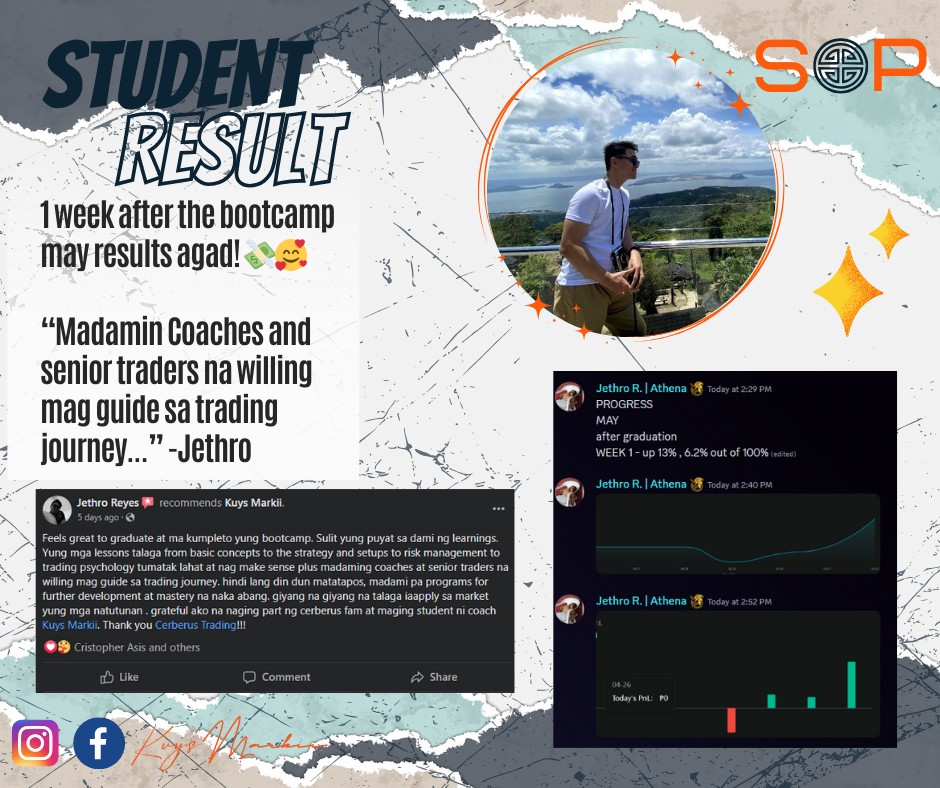 STUDENT
RESULT
SOP
1 week after the bootcamp
may results agad! 💸🥰
“Madamin Coaches and
senior traders na willing
mag guide sa trading
journey...” -Jethro
Jethro Reyes recommends Kuys Markii.
5 days ago ·
Feels great to graduate at ma kumpleto yung bootcamp. Sulit yung puyat sa dami ng learnings.
Yung mga lessons talaga from basic concepts to the strategy and setups to risk management to
trading psychology tumatak lahat at nag make sense plus madaming coaches at senior traders na
willing mag guide sa trading journey. hindi lang din dun matatapos, madami pa programs for
further development at mastery na naka abang. giyang na giyang na talaga iaapply sa market
yung mga natutunan . grateful ako na naging part ng cerberus fam at maging student ni coach
Kuys Markii. Thank you Cerberus Trading!!!
Cristopher Asis and others
Like Comment Share
Jethro R. | Athena Today at 2:29 PM
PROGRESS
MAY
after graduation
WEEK 1 - up 13% , 6.2% out of 100% (edited)
Jethro R. | Athena Today at 2:40 PM
Jethro R. | Athena Today at 2:52 PM
04-26
Today's PnL: ₱0
Kuys Markii